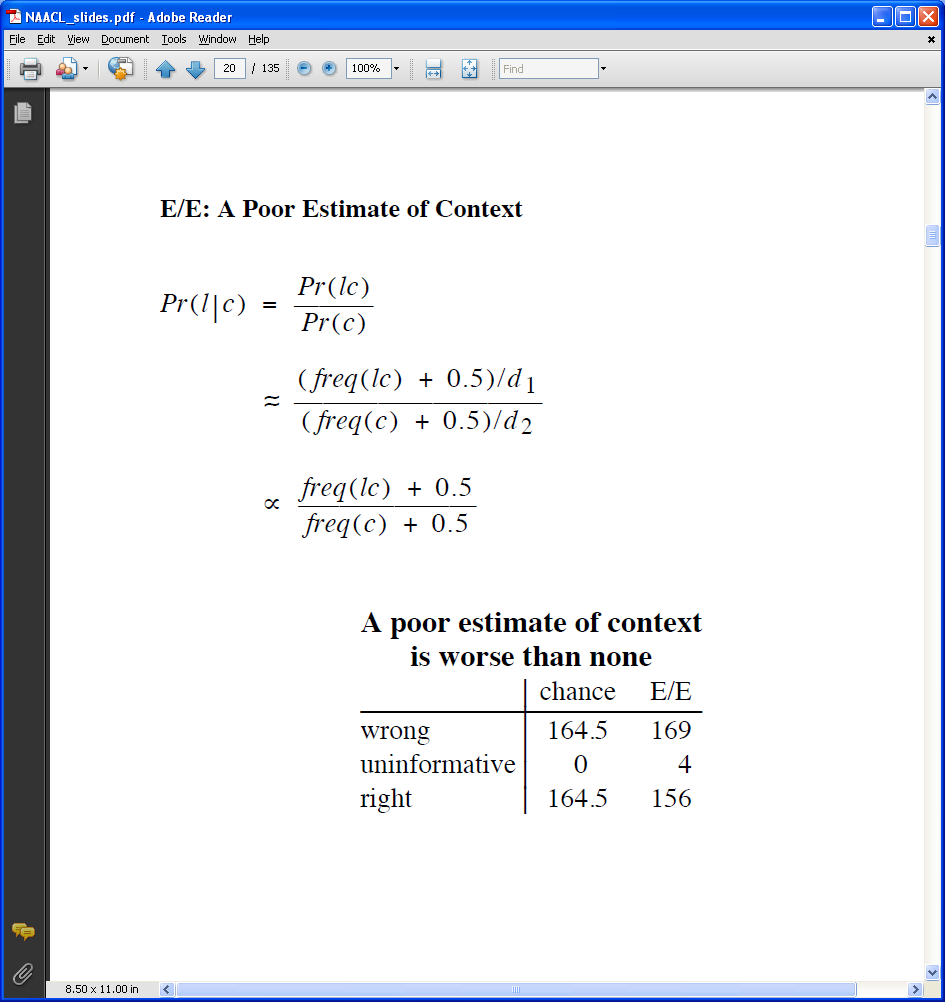 NAACL_slides.pdf - Adobe Reader
File Edit View Document Tools Window Help
20 / 135 100% Find
E/E: A Poor Estimate of Context
Pr(l|c) = Pr(lc) / Pr(c)
≈ (freq(lc) + 0.5)/d1 / (freq(c) + 0.5)/d2
∝ freq(lc) + 0.5 / freq(c) + 0.5
A poor estimate of context
is worse than none
chance E/E
wrong 164.5 169
uninformative 0 4
right 164.5 156
8.50 x 11.00 in